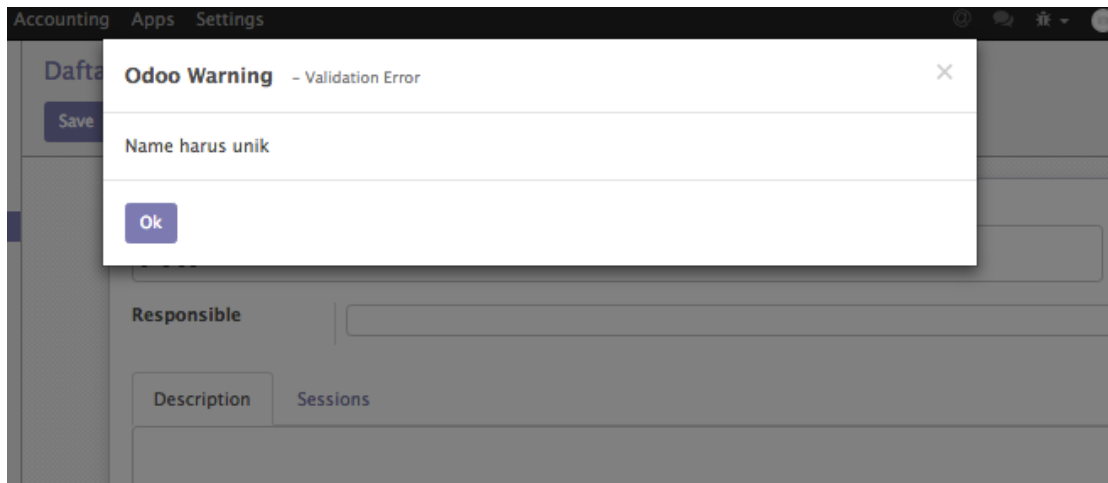 Accounting Apps Settings
Dafta
Odoo Warning – Validation Error
×
Save
Name harus unik
Ok
Responsible
Description Sessions